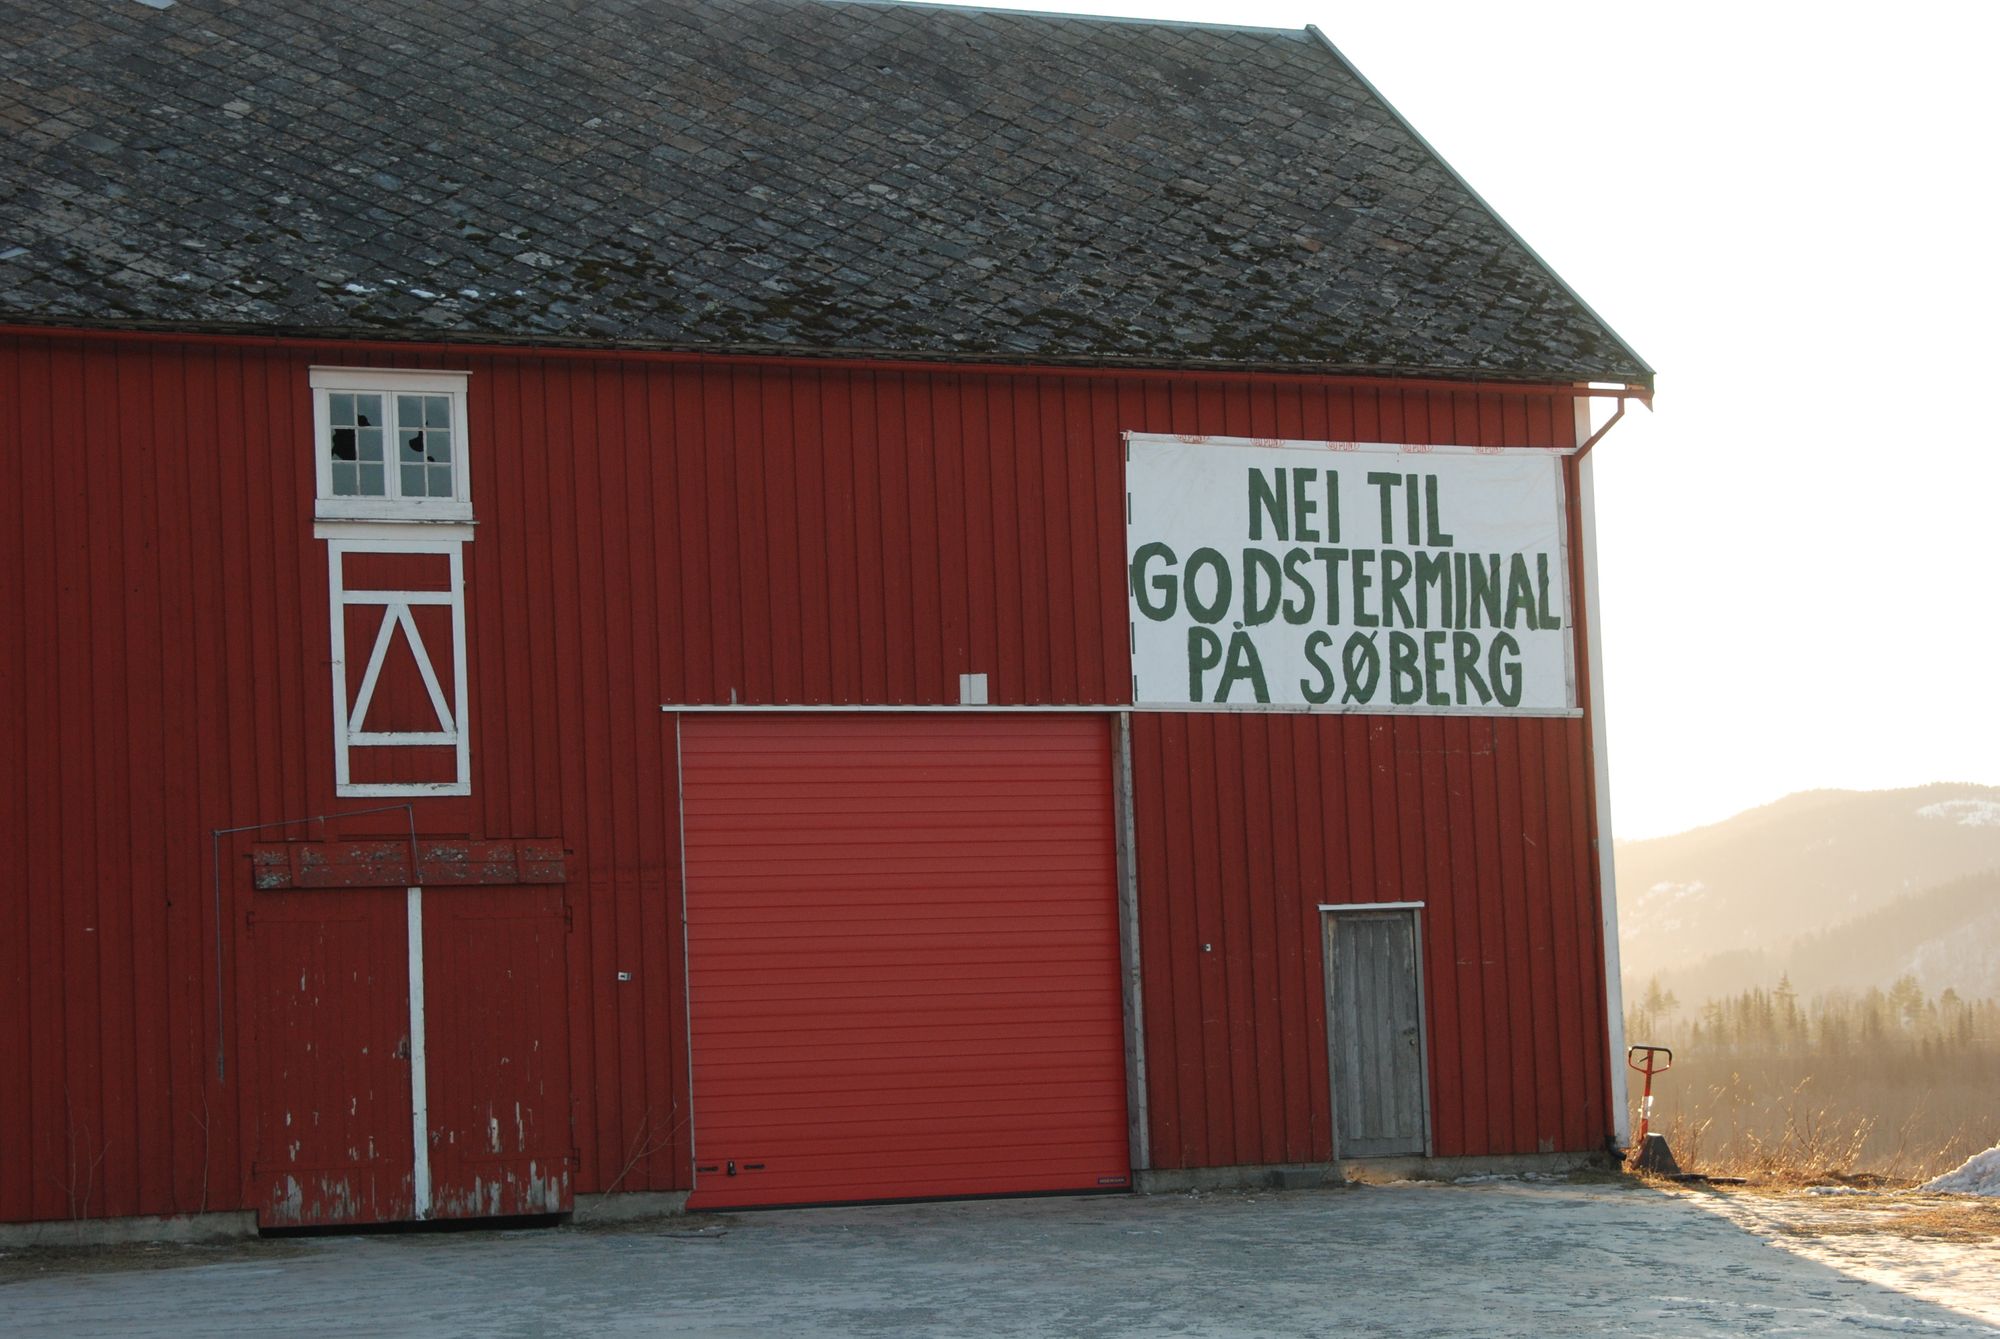 NEI TIL
GODSTERMINAL
PÅ SØBERG